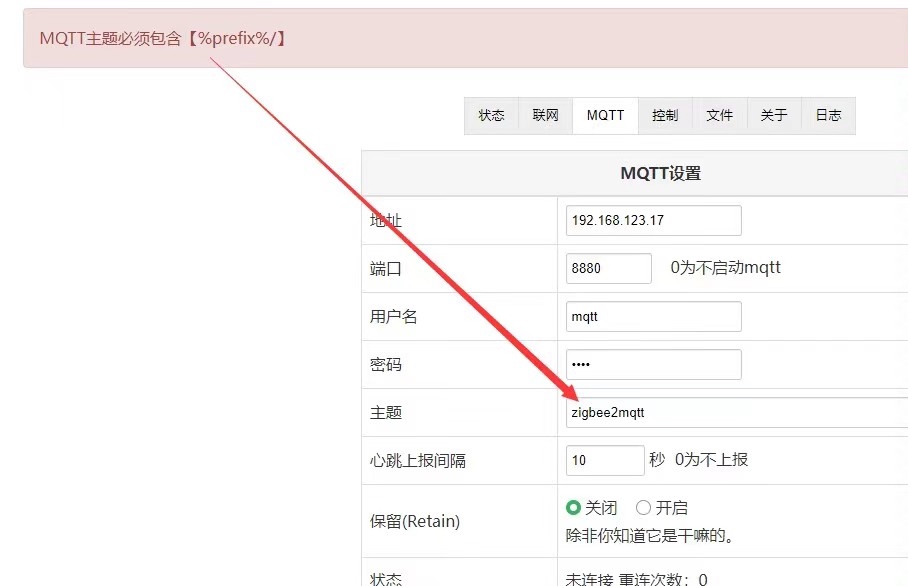 MQTT主题必须包含【%prefix%/】
状态 联网 MQTT 控制 文件 关于 日志
MQTT设置
地址 192.168.123.17
端口 8880 0为不启动mqtt
用户名 mqtt
密码 ••••
主题 zigbee2mqtt
心跳上报间隔 10 秒 0为不上报
保留(Retain) 关闭 开启
除非你知道它是干嘛的。
状态 未连接 重连次数：0